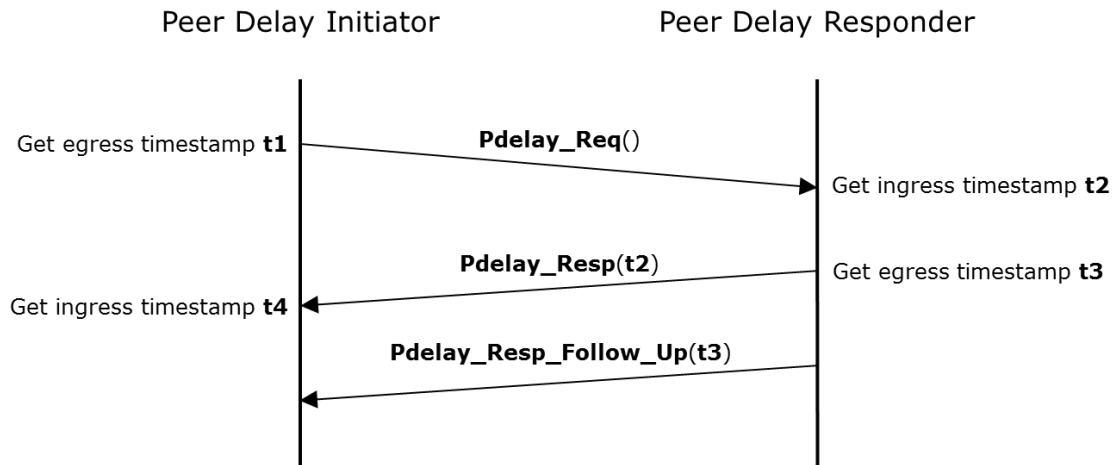 Peer Delay Initiator
Peer Delay Responder
Get egress timestamp t1
Pdelay_Req()
Get ingress timestamp t2
Pdelay_Resp(t2)
Get egress timestamp t3
Get ingress timestamp t4
Pdelay_Resp_Follow_Up(t3)